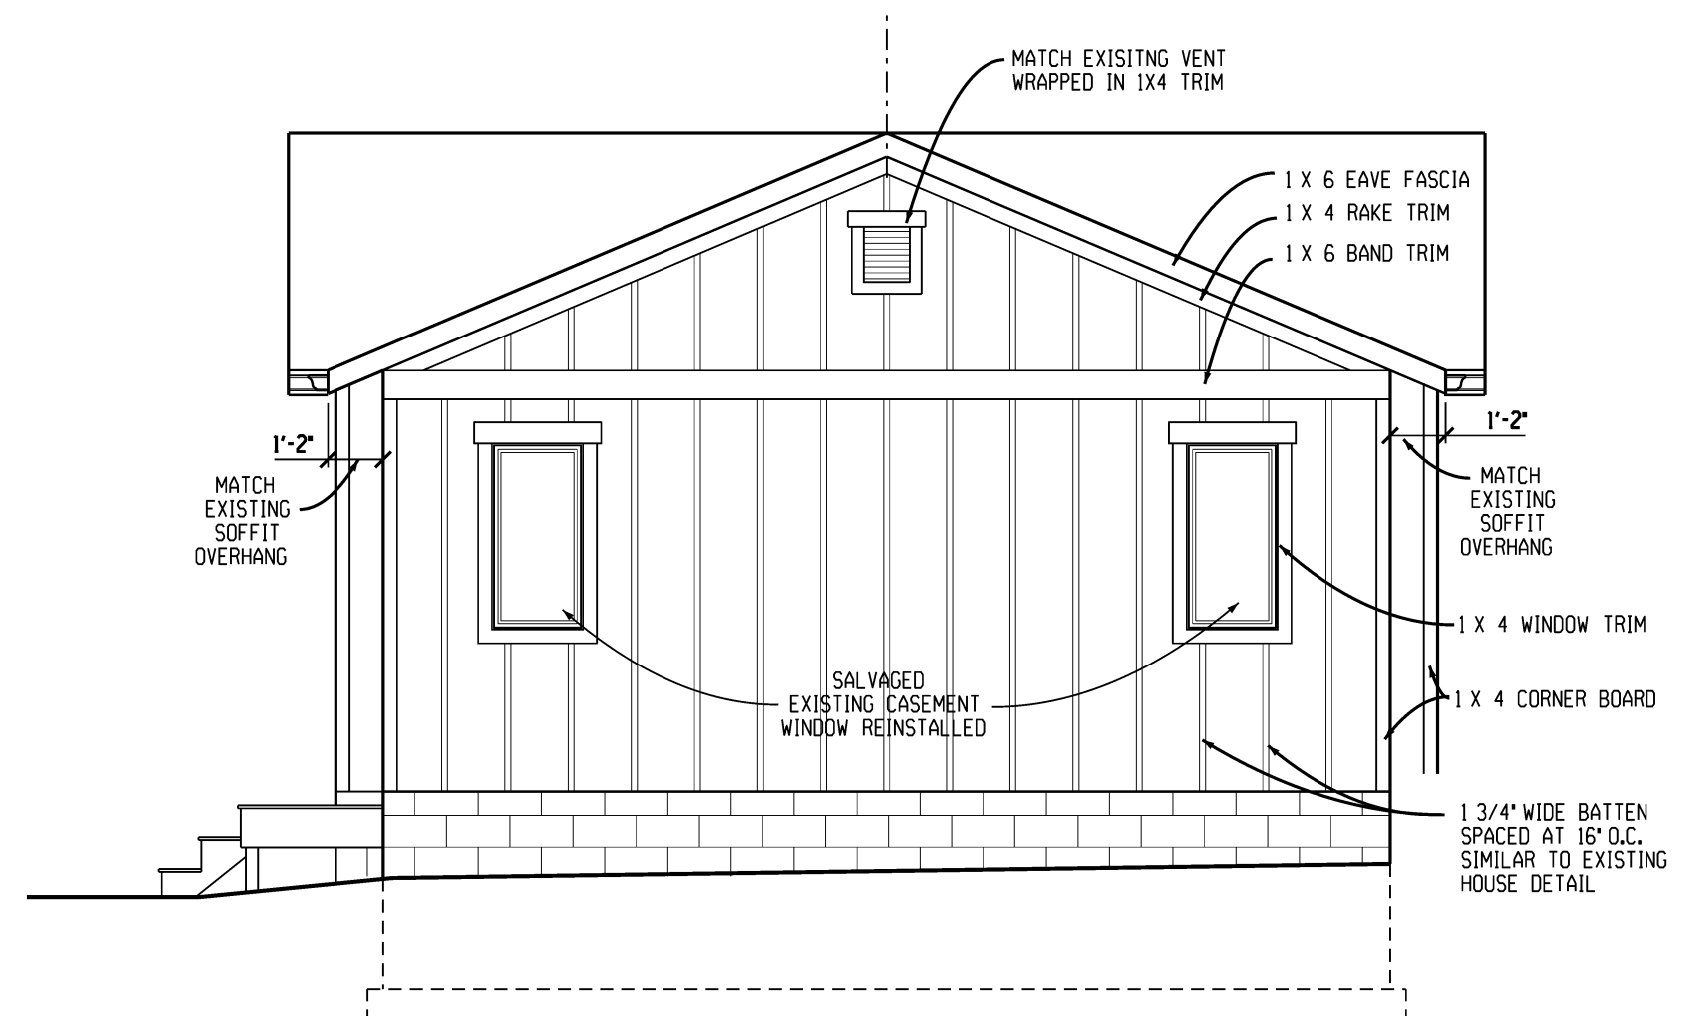 MATCH EXISITNG VENT
WRAPPED IN 1X4 TRIM
1 X 6 EAVE FASCIA
1 X 4 RAKE TRIM
1 X 6 BAND TRIM
1'-2"
MATCH
EXISTING
SOFFIT
OVERHANG
1'-2"
MATCH
EXISTING
SOFFIT
OVERHANG
1 X 4 WINDOW TRIM
SALVAGED
EXISTING CASEMENT
WINDOW REINSTALLED
1 X 4 CORNER BOARD
1 3/4" WIDE BATTEN
SPACED AT 16" O.C.
SIMILAR TO EXISTING
HOUSE DETAIL